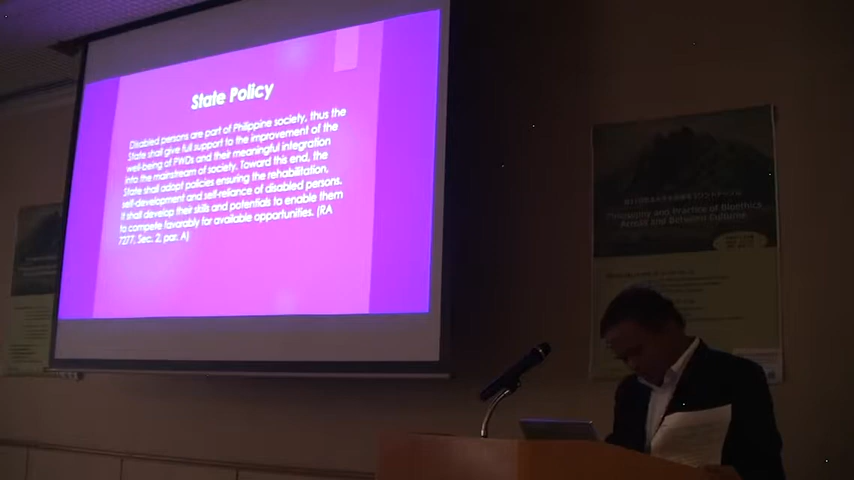 State Policy
Disabled persons are part of Philippine society, thus the
State shall give full support to the improvement of the
well-being of PWDs and their meaningful integration
into the mainstream of society. Toward this end, the
State shall adopt policies ensuring the rehabilitation,
self-development and self-reliance of disabled persons.
It shall develop their skills and potentials to enable them
to compete favorably for available opportunities. (RA
7277, Sec. 2, par. A)
and Practice of Bioethics
Across and Between Cultures